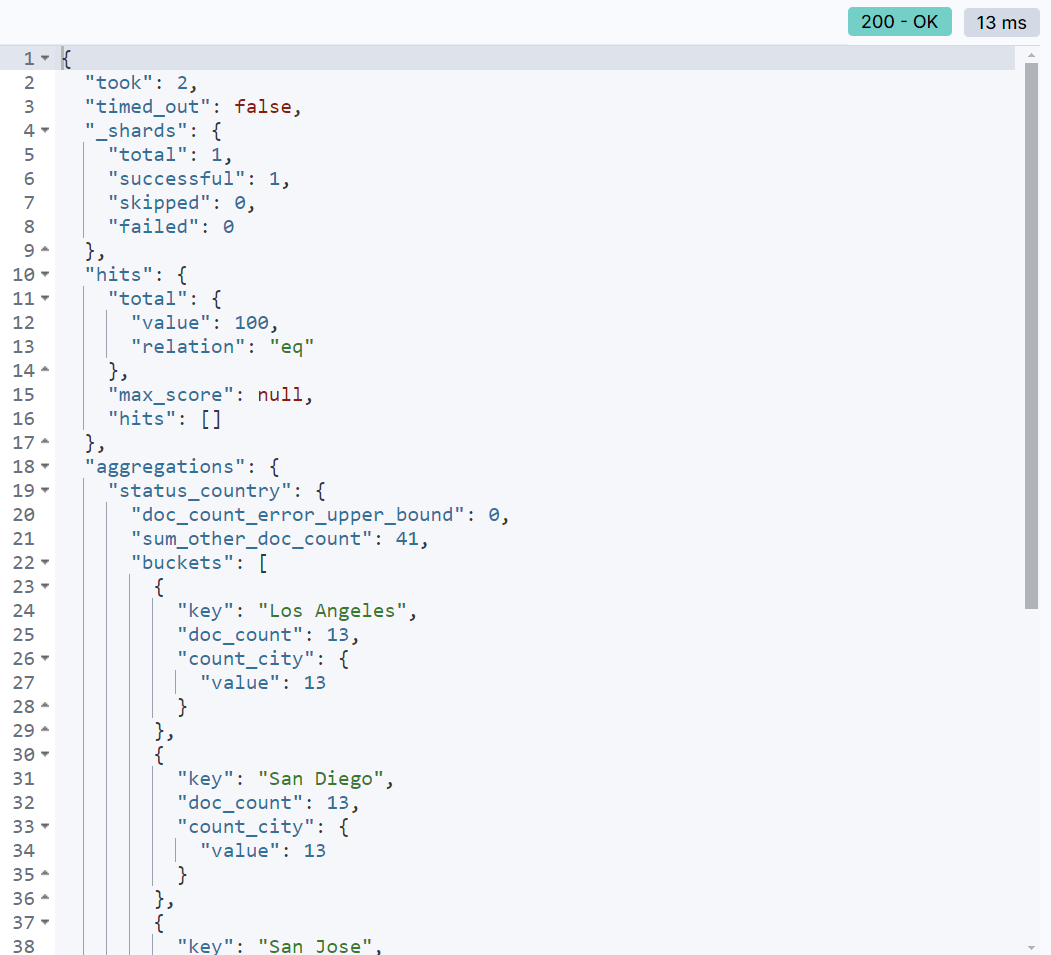 200 - OK 13 ms
1 {
2 "took": 2,
3 "timed_out": false,
4 "_shards": {
5 "total": 1,
6 "successful": 1,
7 "skipped": 0,
8 "failed": 0
9 },
10 "hits": {
11 "total": {
12 "value": 100,
13 "relation": "eq"
14 },
15 "max_score": null,
16 "hits": []
17 },
18 "aggregations": {
19 "status_country": {
20 "doc_count_error_upper_bound": 0,
21 "sum_other_doc_count": 41,
22 "buckets": [
23 {
24 "key": "Los Angeles",
25 "doc_count": 13,
26 "count_city": {
27 "value": 13
28 }
29 },
30 {
31 "key": "San Diego",
32 "doc_count": 13,
33 "count_city": {
34 "value": 13
35 }
36 },
37 {
38 "key": "San Jose",